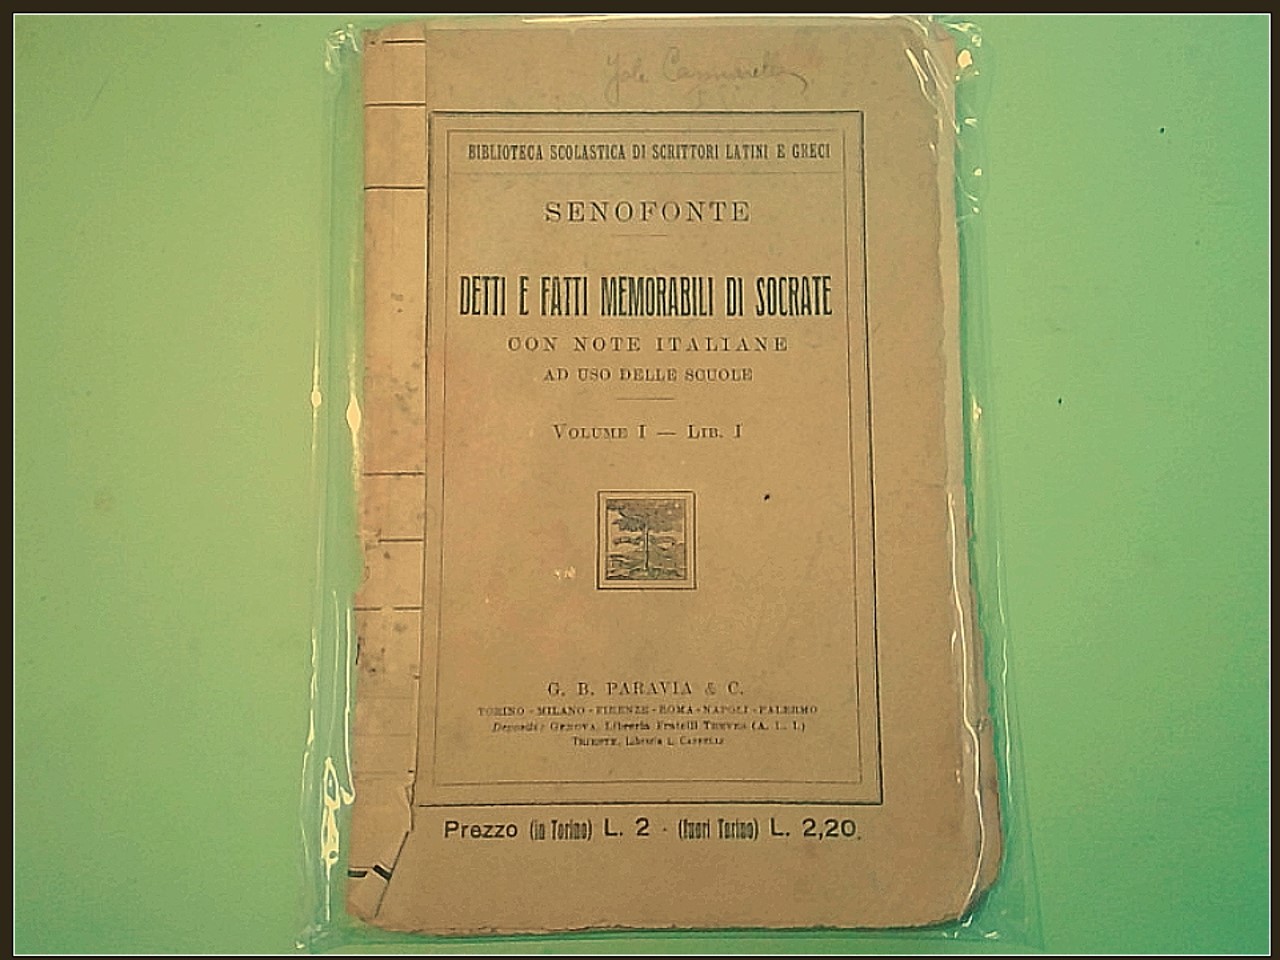 BIBLIOTECA SCOLASTICA DI SCRITTORI LATINI E GRECI
SENOFONTE
DETTI E FATTI MEMORABILI DI SOCRATE
CON NOTE ITALIANE
AD USO DELLE SCUOLE
VOLUME I — LIB. I
G. B. PARAVIA & C.
TORINO - MILANO - FIRENZE - ROMA - NAPOLI - PALERMO
Depositi: GENOVA, Libreria Fratelli TREVES (A. L. I.)
TRIESTE, Libreria L. CAPPELLI
Prezzo (in Torino) L. 2 - (fuori Torino) L. 2,20.